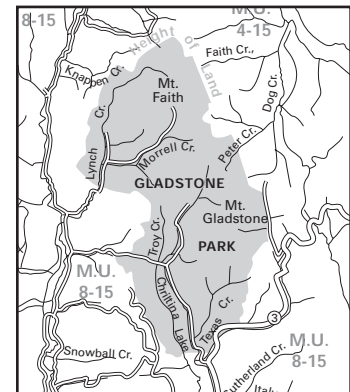 8-15
M.U.
4-15
Height of Land
Faith Cr.,
Knappen Cr.
Mt.
Faith
Dog Cr.
Lynch Cr.
Morrell Cr.
Peter Cr.
GLADSTONE
Mt.
Gladstone
Troy Cr.
PARK
M.U.
8-15
Chritina Lake
Texas Cr.
3
M.U.
8-15
Snowball Cr.
Sutherland Cr.
Italy